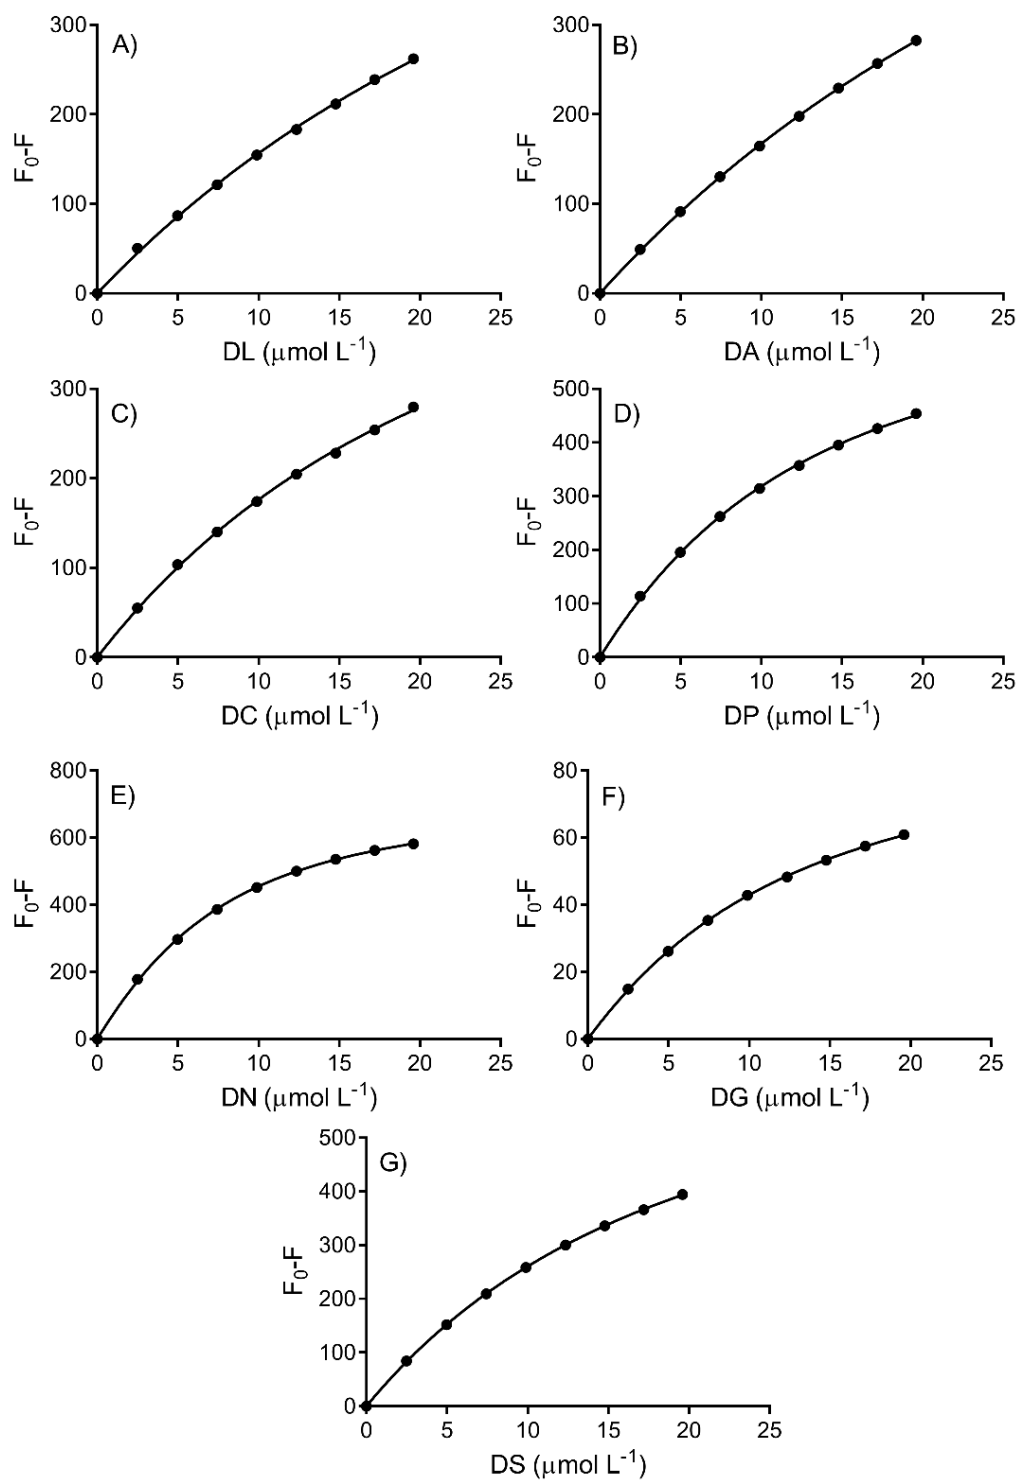 A)
300
200
100
0
F₀-F
0 5 10 15 20 25
DL (μmol L⁻¹)
B)
300
200
100
0
F₀-F
0 5 10 15 20 25
DA (μmol L⁻¹)
C)
300
200
100
0
F₀-F
0 5 10 15 20 25
DC (μmol L⁻¹)
D)
500
400
300
200
100
0
F₀-F
0 5 10 15 20 25
DP (μmol L⁻¹)
E)
800
600
400
200
0
F₀-F
0 5 10 15 20 25
DN (μmol L⁻¹)
F)
80
60
40
20
0
F₀-F
0 5 10 15 20 25
DG (μmol L⁻¹)
G)
500
400
300
200
100
0
F₀-F
0 5 10 15 20 25
DS (μmol L⁻¹)